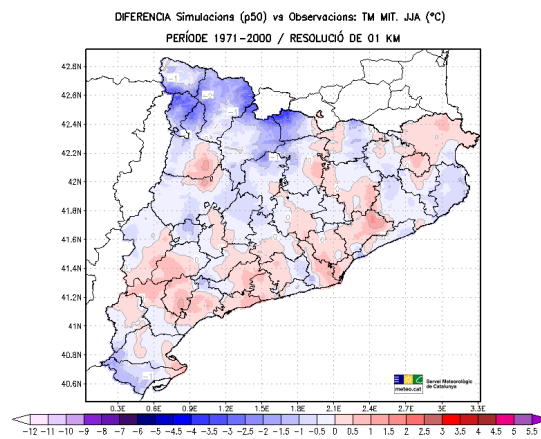 DIFERENCIA Simulacions (p50) vs Observacions: TM MIT. JJA (ºC)
PERÍODE 1971-2000 / RESOLUCIÓ DE 01 KM
42.8N
42.6N
42.4N
42.2N
42N
41.8N
41.6N
41.4N
41.2N
41N
40.8N
40.6N
0.3E 0.6E 0.9E 1.2E 1.5E 1.8E 2.1E 2.4E 2.7E 3E 3.3E
meteo.cat
Servei Meteorològic
de Catalunya
-12 -11 -10 -9 -8 -7 -6 -5 -4.5 -4 -3.5 -3 -2.5 -2 -1.5 -1 -0.5 0 0.5 1 1.5 2 2.5 3 3.5 4 4.5 5 5.5